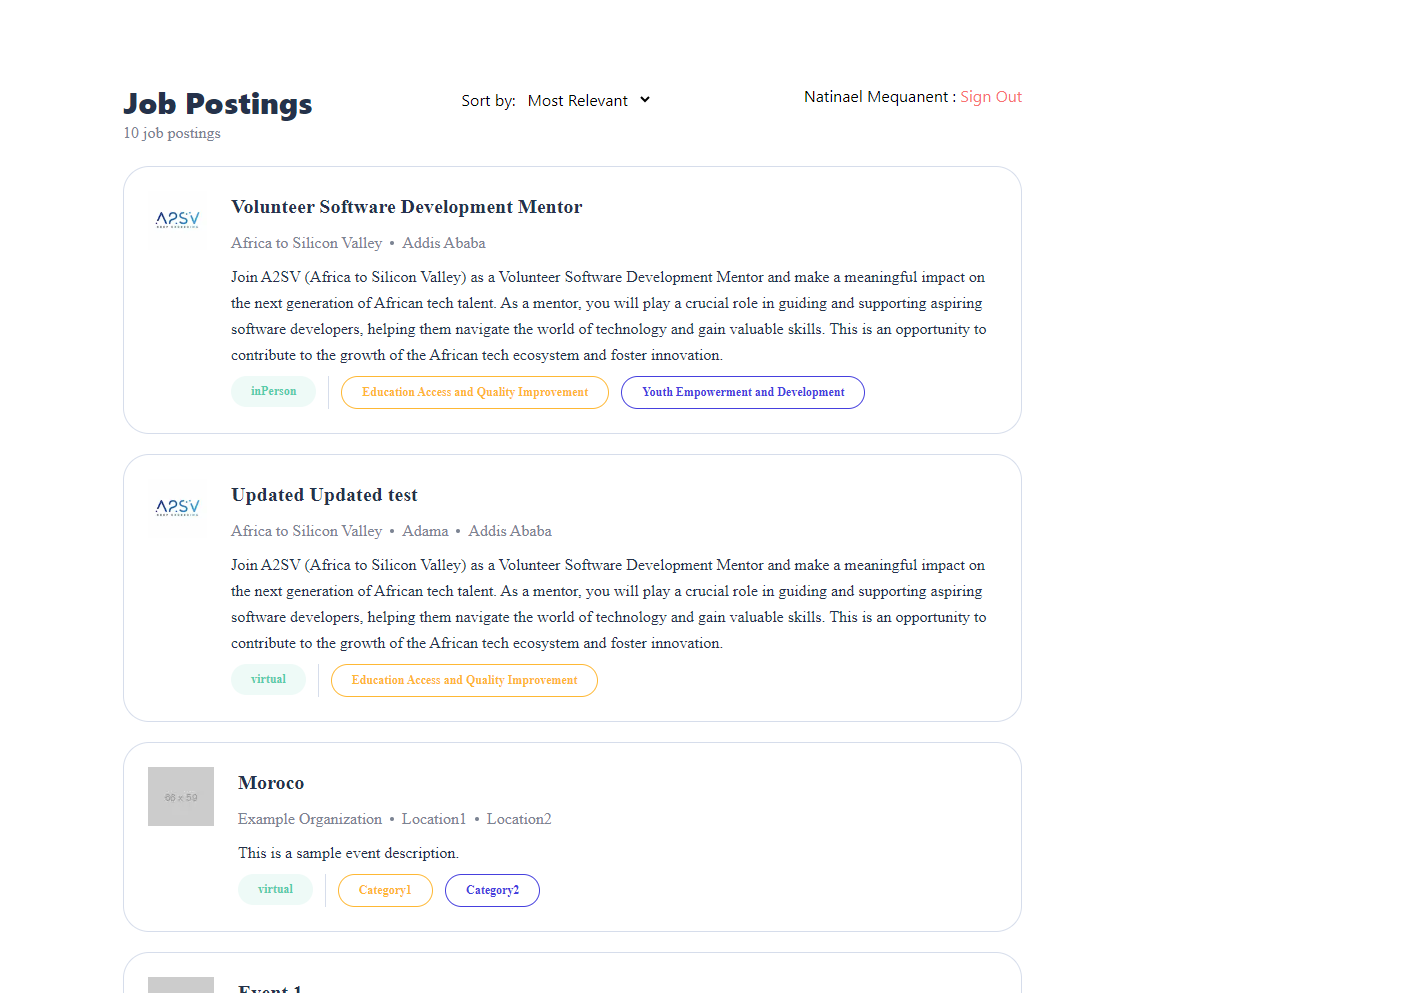 Job Postings
Sort by: Most Relevant
Natinael Mequanent : Sign Out
10 job postings
A2SV
Volunteer Software Development Mentor
Africa to Silicon Valley • Addis Ababa
Join A2SV (Africa to Silicon Valley) as a Volunteer Software Development Mentor and make a meaningful impact on
the next generation of African tech talent. As a mentor, you will play a crucial role in guiding and supporting aspiring
software developers, helping them navigate the world of technology and gain valuable skills. This is an opportunity to
contribute to the growth of the African tech ecosystem and foster innovation.
inPerson
Education Access and Quality Improvement
Youth Empowerment and Development
A2SV
Updated Updated test
Africa to Silicon Valley • Adama • Addis Ababa
Join A2SV (Africa to Silicon Valley) as a Volunteer Software Development Mentor and make a meaningful impact on
the next generation of African tech talent. As a mentor, you will play a crucial role in guiding and supporting aspiring
software developers, helping them navigate the world of technology and gain valuable skills. This is an opportunity to
contribute to the growth of the African tech ecosystem and foster innovation.
virtual
Education Access and Quality Improvement
66 x 59
Moroco
Example Organization • Location1 • Location2
This is a sample event description.
virtual
Category1
Category2
Event 1